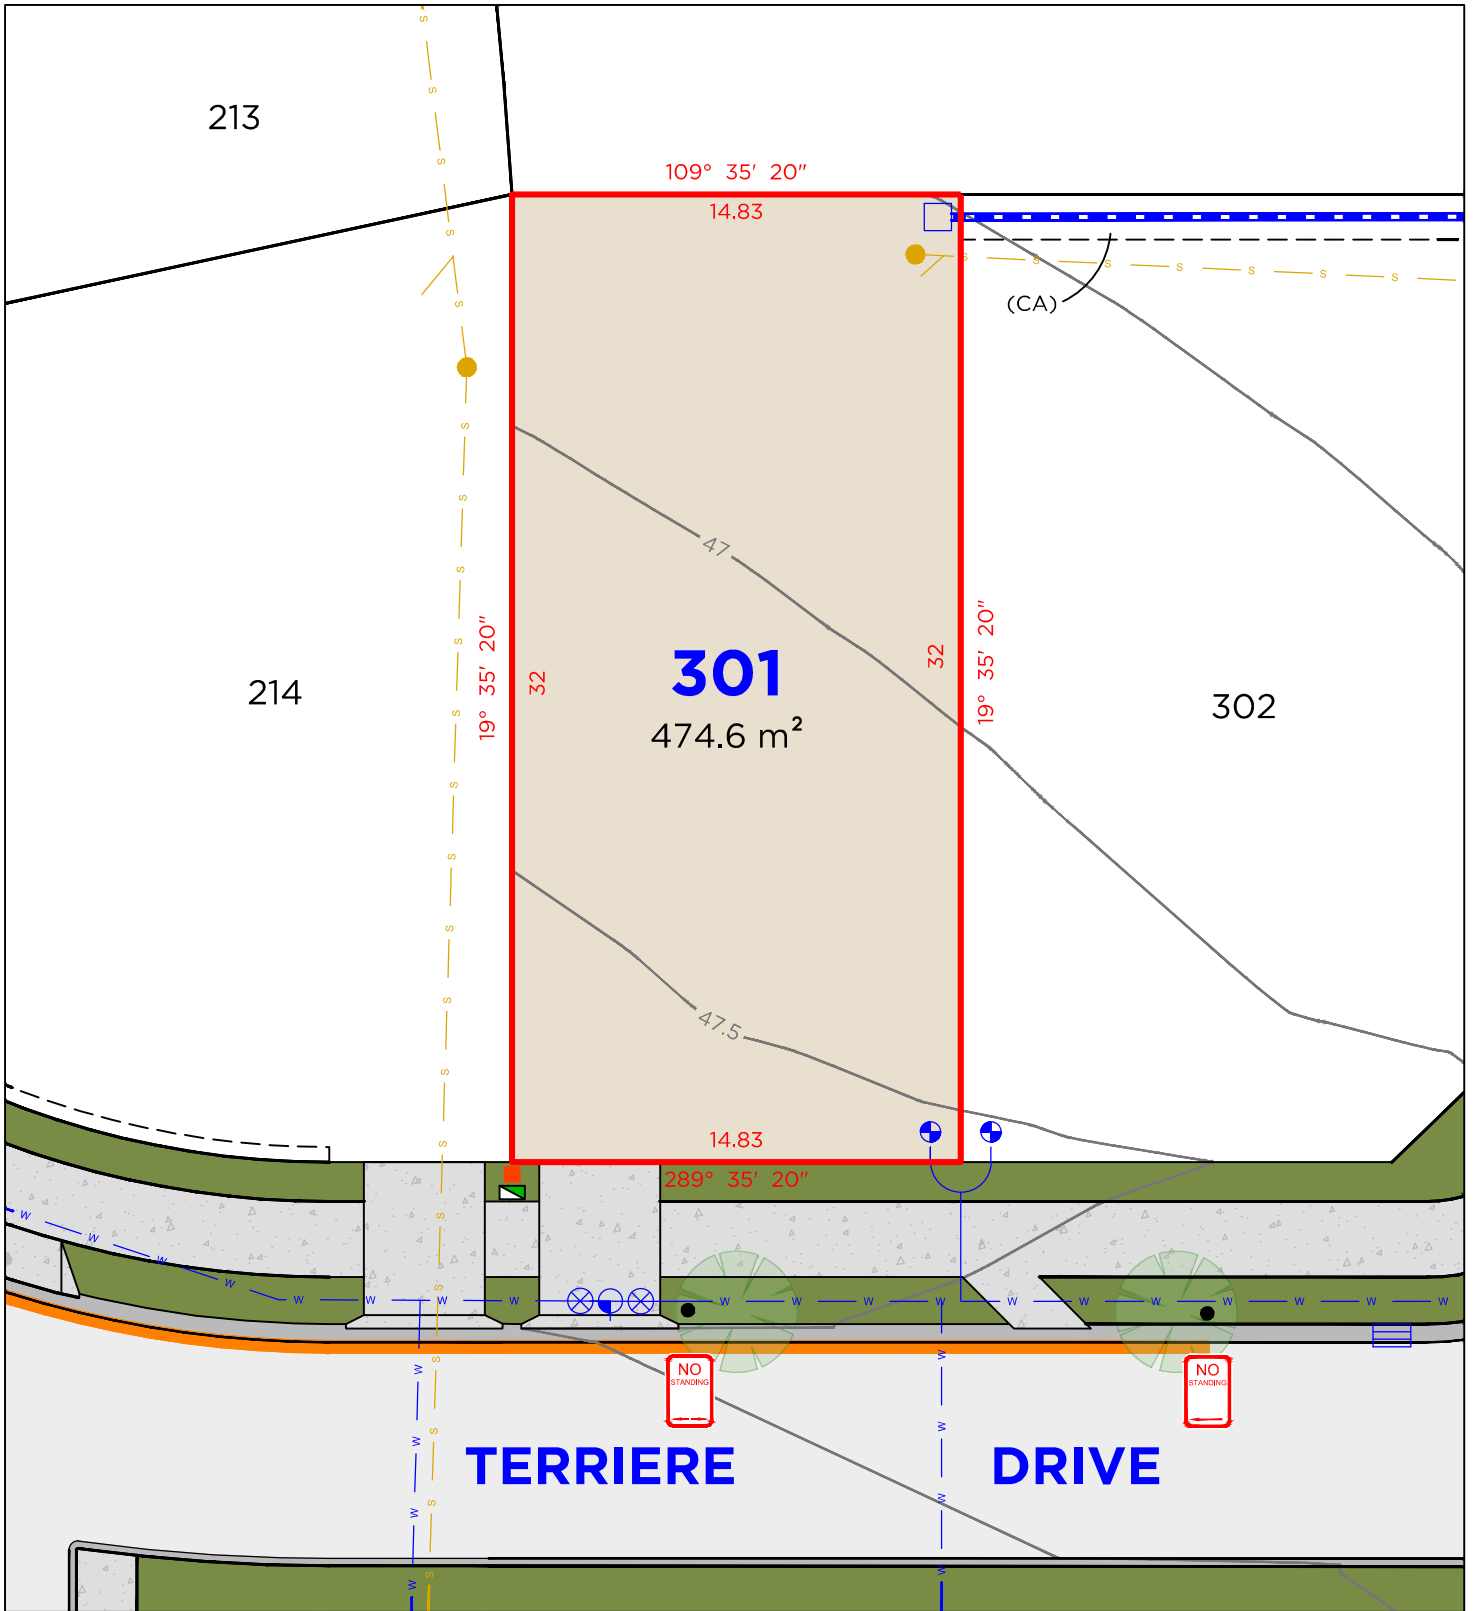 213
109° 35' 20"
14.83
(CA)
47
19° 35' 20"
32
301
474.6 m²
32
19° 35' 20"
214
302
47.5
14.83
289° 35' 20"
NO
STANDING
NO
STANDING
TERRIERE DRIVE